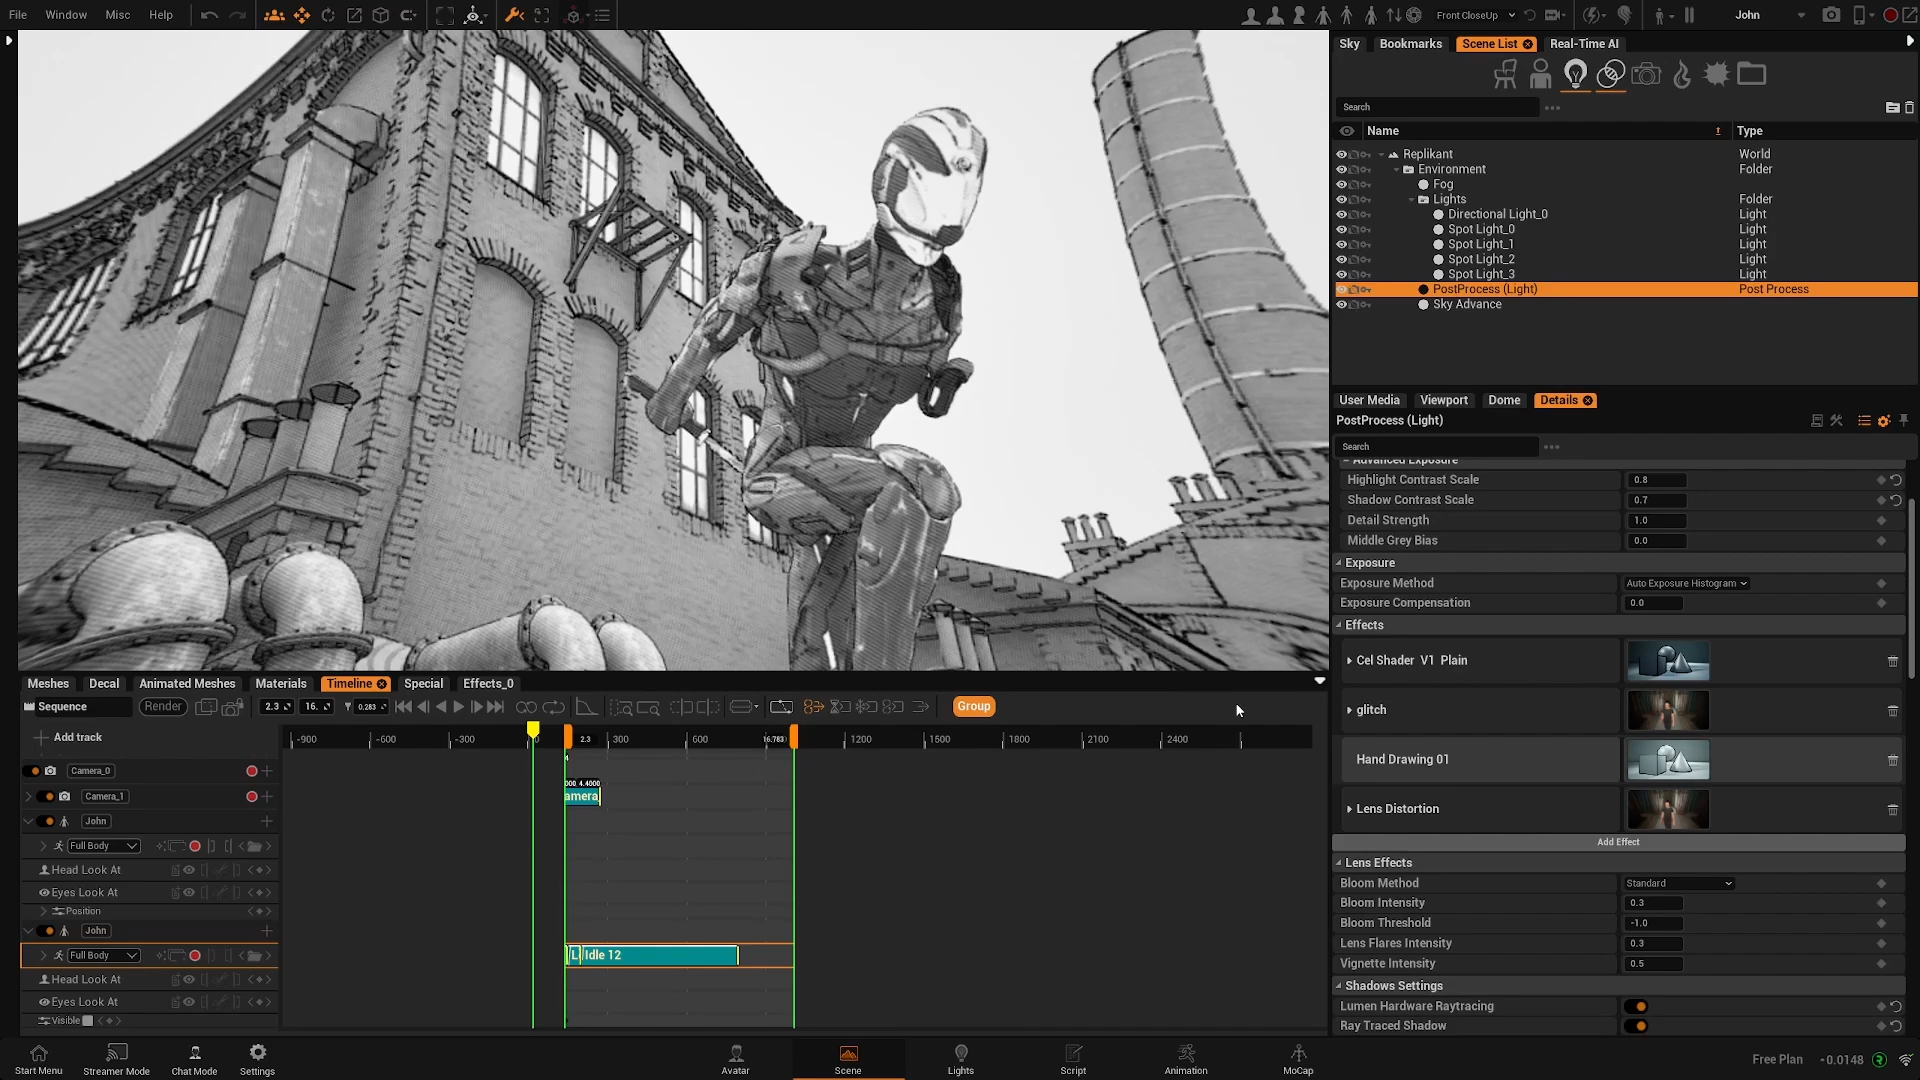 File Window Misc Help
Front CloseUp
John
Sky Bookmarks Scene List Real-Time AI
Search
Name Type
Replikant World
Environment Folder
Fog
Lights Folder
Directional Light_0 Light
Spot Light_0 Light
Spot Light_1 Light
Spot Light_2 Light
Spot Light_3 Light
PostProcess (Light) Post Process
Sky Advance
User Media Viewport Dome Details
PostProcess (Light)
Search
Advanced Exposure
Highlight Contrast Scale 0.8
Shadow Contrast Scale 0.7
Detail Strength 1.0
Middle Grey Bias 0.0
Exposure
Exposure Method Auto Exposure Histogram
Exposure Compensation 0.0
Effects
Cel Shader V1 Plain
glitch
Hand Drawing 01
Lens Distortion
Add Effect
Lens Effects
Bloom Method Standard
Bloom Intensity 0.3
Bloom Threshold -1.0
Lens Flares Intensity 0.3
Vignette Intensity 0.5
Shadows Settings
Lumen Hardware Raytracing
Ray Traced Shadow
Meshes Decal Animated Meshes Materials Timeline Special Effects_0
Sequence Render 2.3 16. 0.283 Group
Add track
-900 -600 -300 0 2.3 300 600 16.783 1200 1500 1800 2100 2400
Camera_0
000 4.4000
Camera_1 amera
John
Full Body
Head Look At
Eyes Look At
Position
John
Full Body Idle 12
Head Look At
Eyes Look At
Visible
Start Menu Streamer Mode Chat Mode Settings Avatar Scene Lights Script Animation MoCap
Free Plan -0.0148